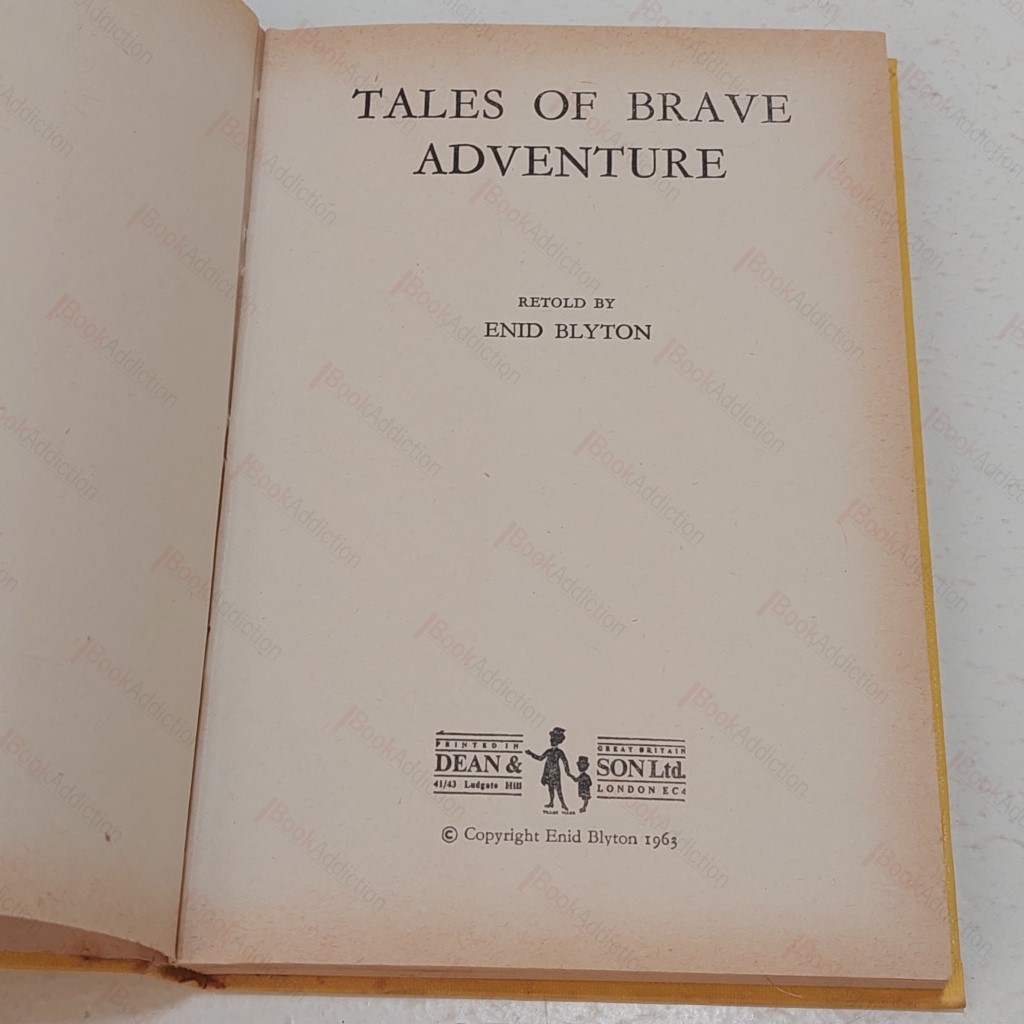 TALES OF BRAVE
ADVENTURE
RETOLD BY
ENID BLYTON
PRINTED IN GREAT BRITAIN
DEAN & SON Ltd.
41/43 Ludgate Hill LONDON EC4
© Copyright Enid Blyton 1963
BookAddiction